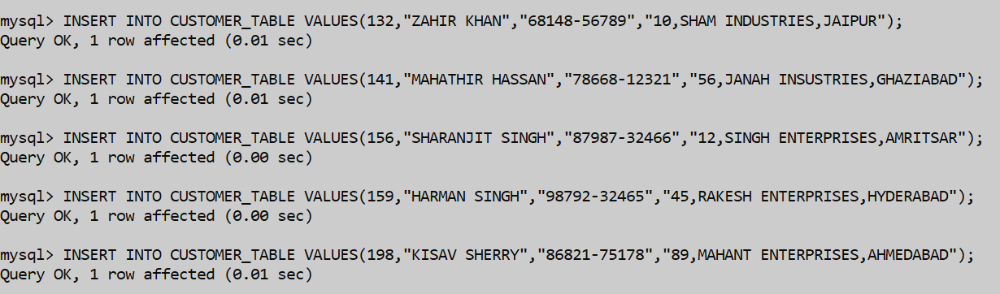 mysql> INSERT INTO CUSTOMER_TABLE VALUES(132,"ZAHIR KHAN","68148-56789","10,SHAM INDUSTRIES,JAIPUR");
Query OK, 1 row affected (0.01 sec)
mysql> INSERT INTO CUSTOMER_TABLE VALUES(141,"MAHATHIR HASSAN","78668-12321","56,JANAH INSUSTRIES,GHAZIABAD");
Query OK, 1 row affected (0.01 sec)
mysql> INSERT INTO CUSTOMER_TABLE VALUES(156,"SHARANJIT SINGH","87987-32466","12,SINGH ENTERPRISES,AMRITSAR");
Query OK, 1 row affected (0.00 sec)
mysql> INSERT INTO CUSTOMER_TABLE VALUES(159,"HARMAN SINGH","98792-32465","45,RAKESH ENTERPRISES,HYDERABAD");
Query OK, 1 row affected (0.00 sec)
mysql> INSERT INTO CUSTOMER_TABLE VALUES(198,"KISAV SHERRY","86821-75178","89,MAHANT ENTERPRISES,AHMEDABAD");
Query OK, 1 row affected (0.01 sec)